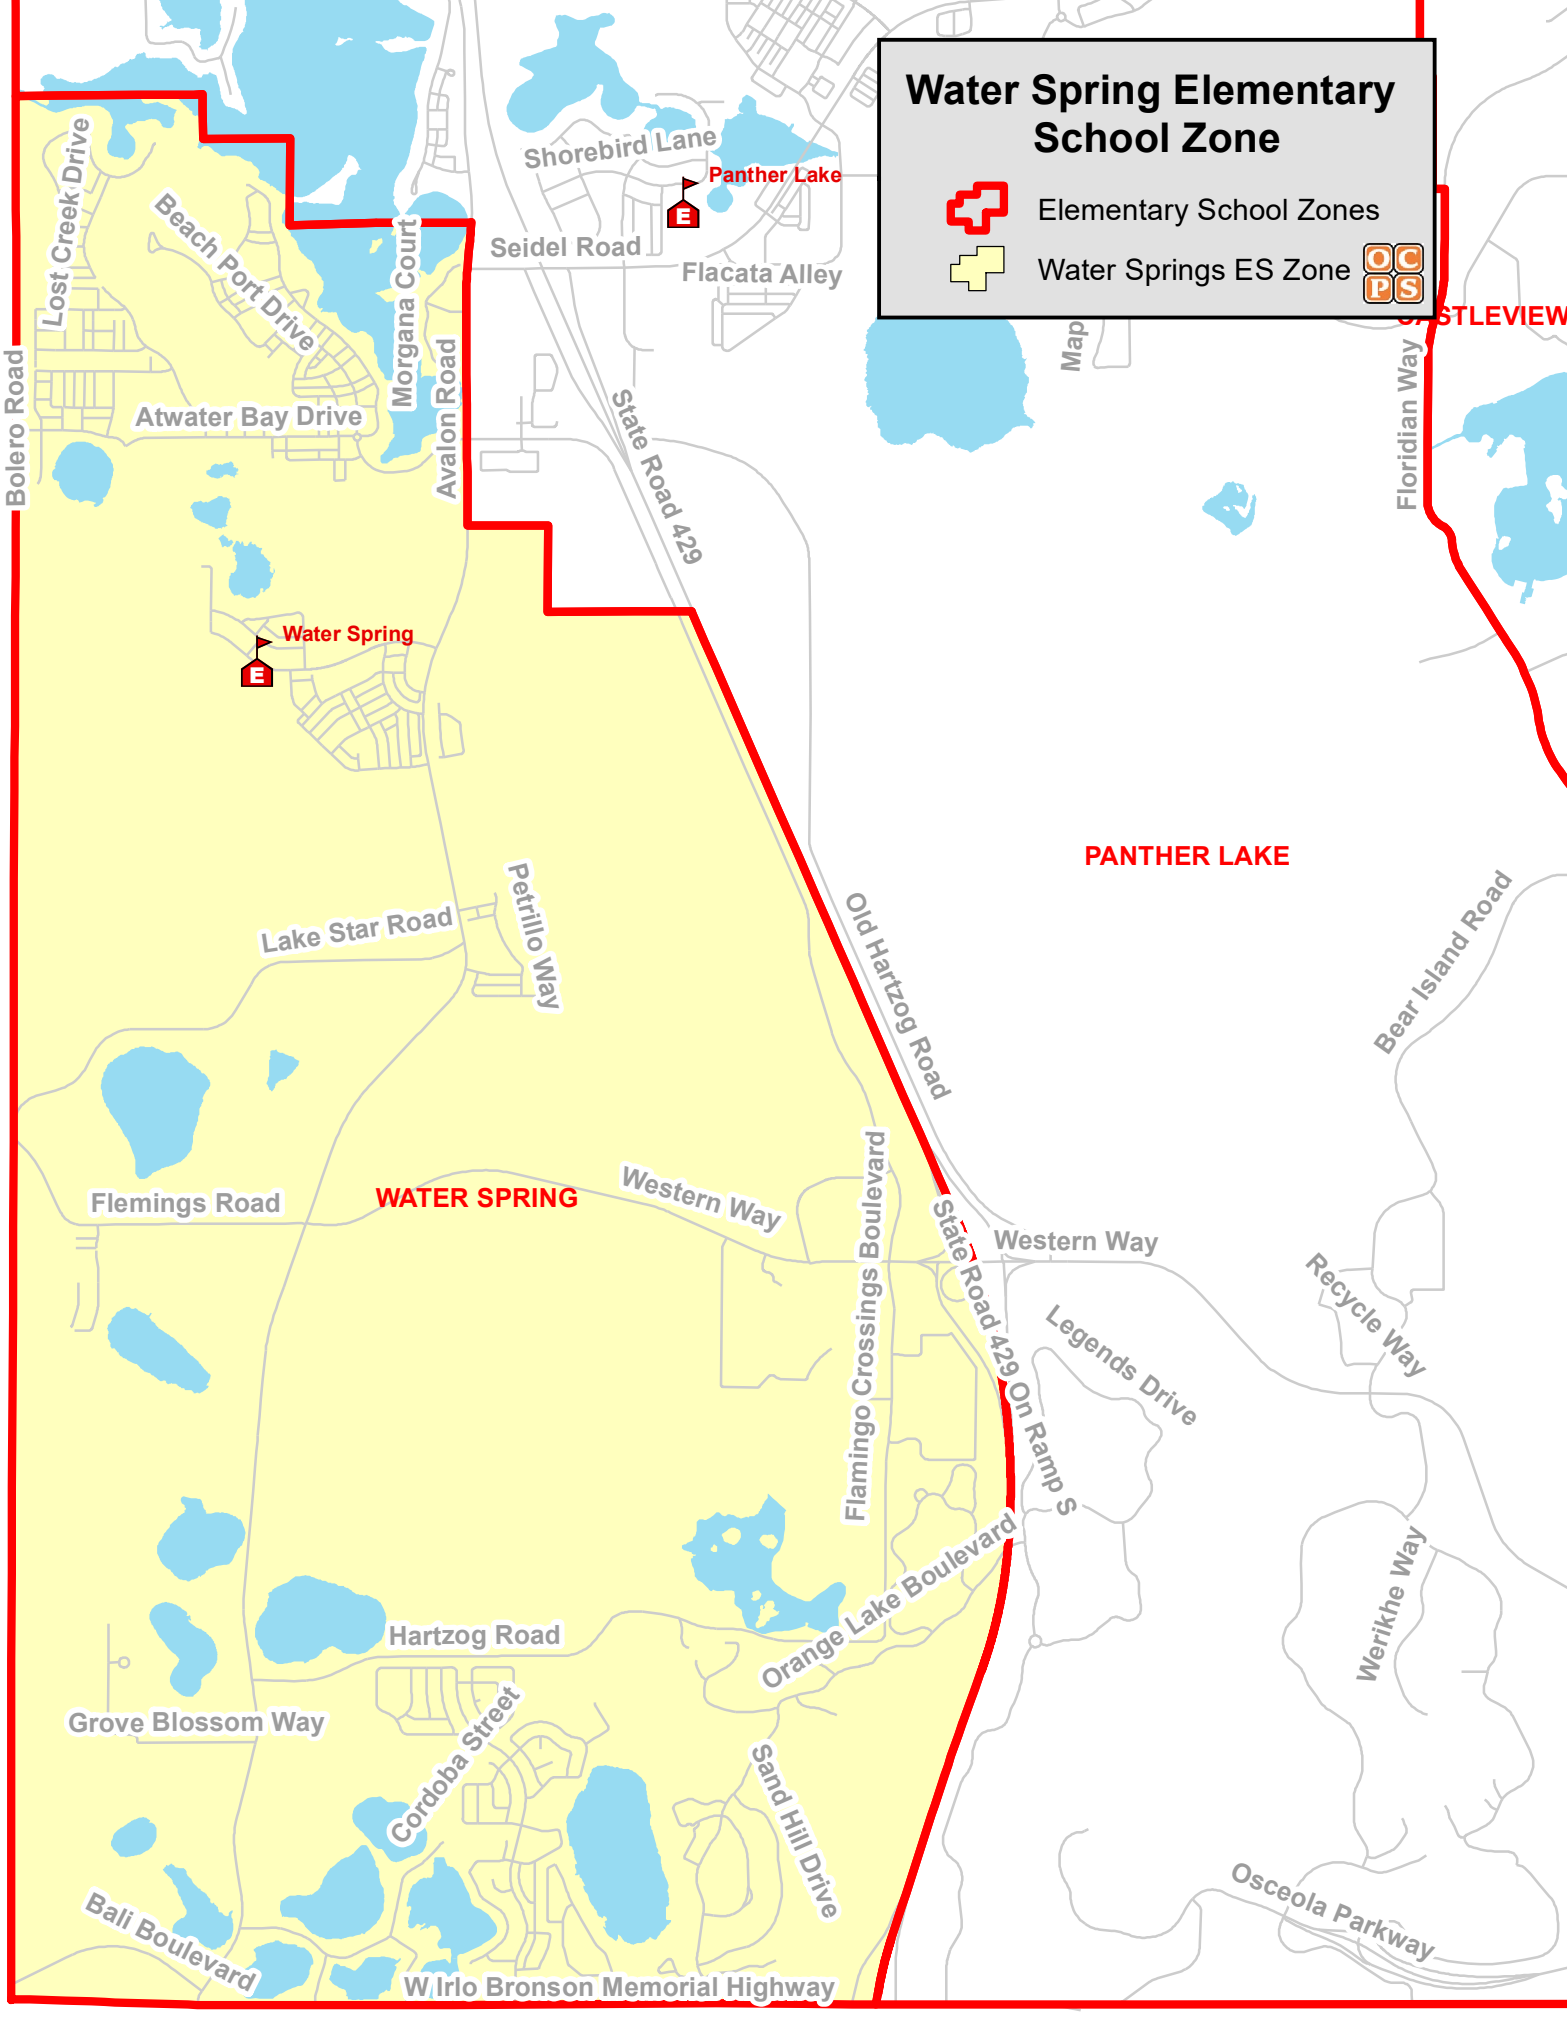 Water Spring Elementary
School Zone
Elementary School Zones
Water Springs ES Zone
O C
P S
Shorebird Lane
Panther Lake
E
Seidel Road
Flacata Alley
Lost Creek Drive
Beach Port Drive
Morgana Court
Avalon Road
Bolero Road
Atwater Bay Drive
State Road 429
Map
Floridian Way
Water Spring
E
PANTHER LAKE
Petrillo Way
Lake Star Road
Old Hartzog Road
Bear Island Road
Flemings Road
WATER SPRING
Western Way
Flamingo Crossings Boulevard
State Road 429 On Ramp S
Western Way
Legends Drive
Recycle Way
Orange Lake Boulevard
Werikhe Way
Hartzog Road
Grove Blossom Way
Cordoba Street
Sand Hill Drive
Osceola Parkway
Bali Boulevard
W Irlo Bronson Memorial Highway